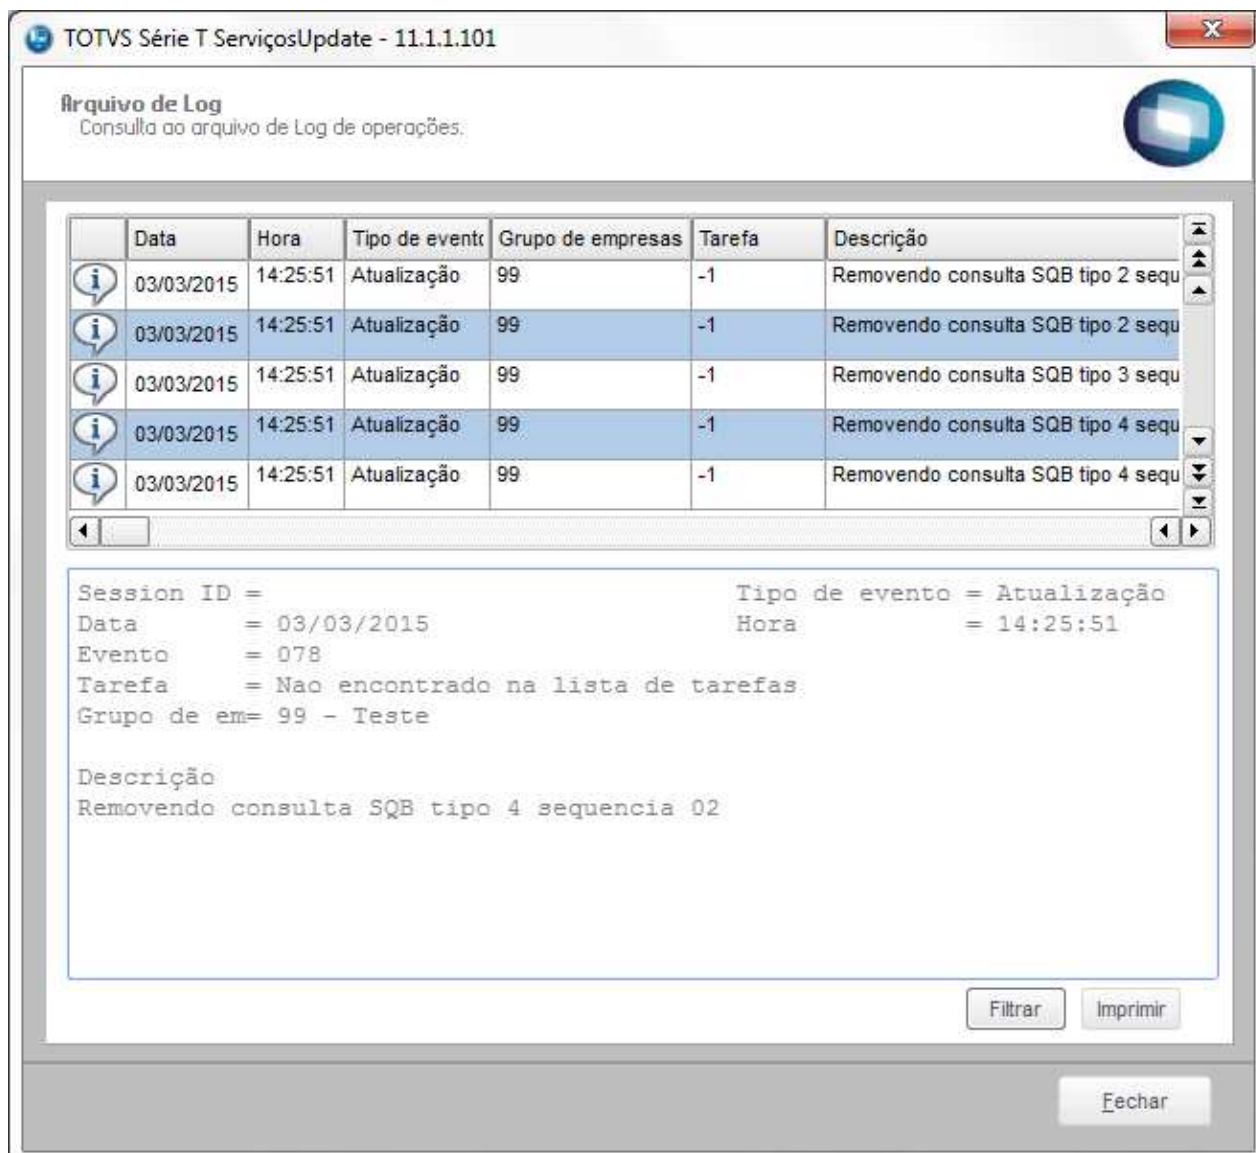 TOTVS Série T ServiçosUpdate - 11.1.1.101
Arquivo de Log
Consulta ao arquivo de Log de operações.
Data Hora Tipo de evento Grupo de empresas Tarefa Descrição
03/03/2015 14:25:51 Atualização 99 -1 Removendo consulta SQB tipo 2 sequ
03/03/2015 14:25:51 Atualização 99 -1 Removendo consulta SQB tipo 2 sequ
03/03/2015 14:25:51 Atualização 99 -1 Removendo consulta SQB tipo 3 sequ
03/03/2015 14:25:51 Atualização 99 -1 Removendo consulta SQB tipo 4 sequ
03/03/2015 14:25:51 Atualização 99 -1 Removendo consulta SQB tipo 4 sequ
Session ID = Tipo de evento = Atualização
Data = 03/03/2015 Hora = 14:25:51
Evento = 078
Tarefa = Nao encontrado na lista de tarefas
Grupo de em= 99 - Teste
Descrição
Removendo consulta SQB tipo 4 sequencia 02
Filtrar Imprimir
Fechar